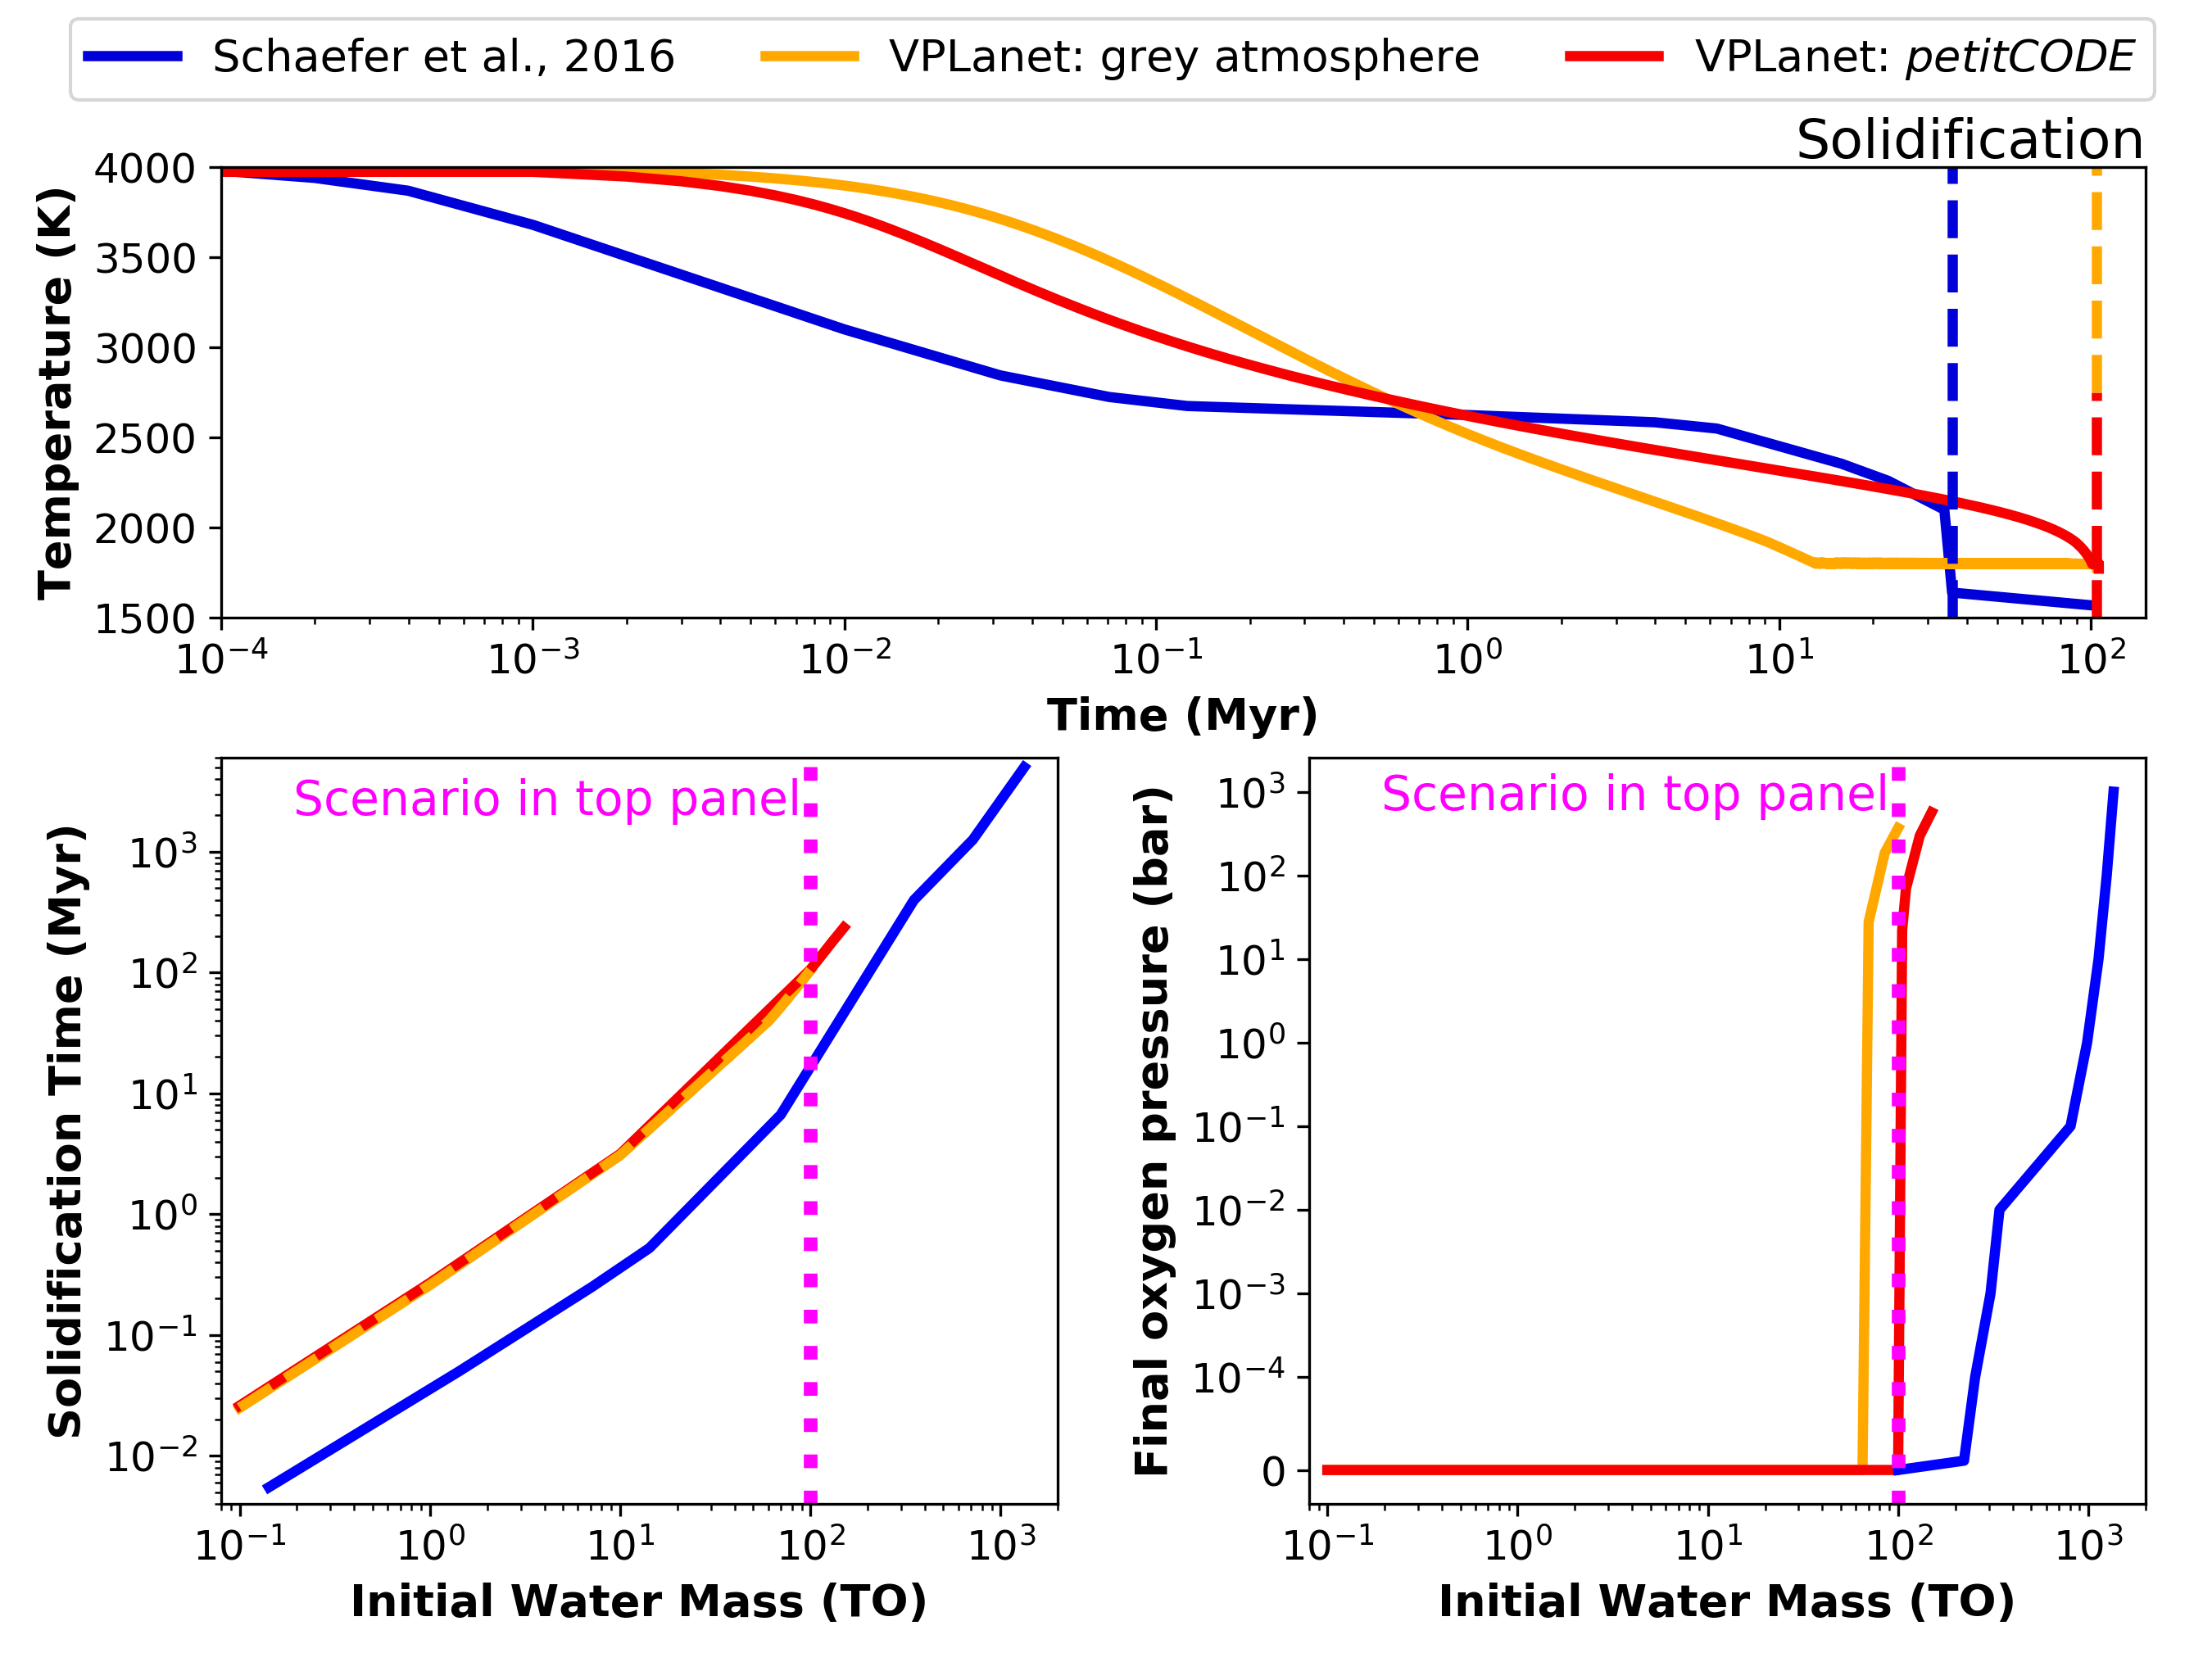 Schaefer et al., 2016 VPLanet: grey atmosphere VPLanet: petitCODE
Solidification
Temperature (K)
4000
3500
3000
2500
2000
1500
10⁻⁴ 10⁻³ 10⁻² 10⁻¹ 10⁰ 10¹ 10²
Time (Myr)
Scenario in top panel
Solidification Time (Myr)
10³
10²
10¹
10⁰
10⁻¹
10⁻²
10⁻¹ 10⁰ 10¹ 10² 10³
Initial Water Mass (TO)
Scenario in top panel
Final oxygen pressure (bar)
10³
10²
10¹
10⁰
10⁻¹
10⁻²
10⁻³
10⁻⁴
0
10⁻¹ 10⁰ 10¹ 10² 10³
Initial Water Mass (TO)